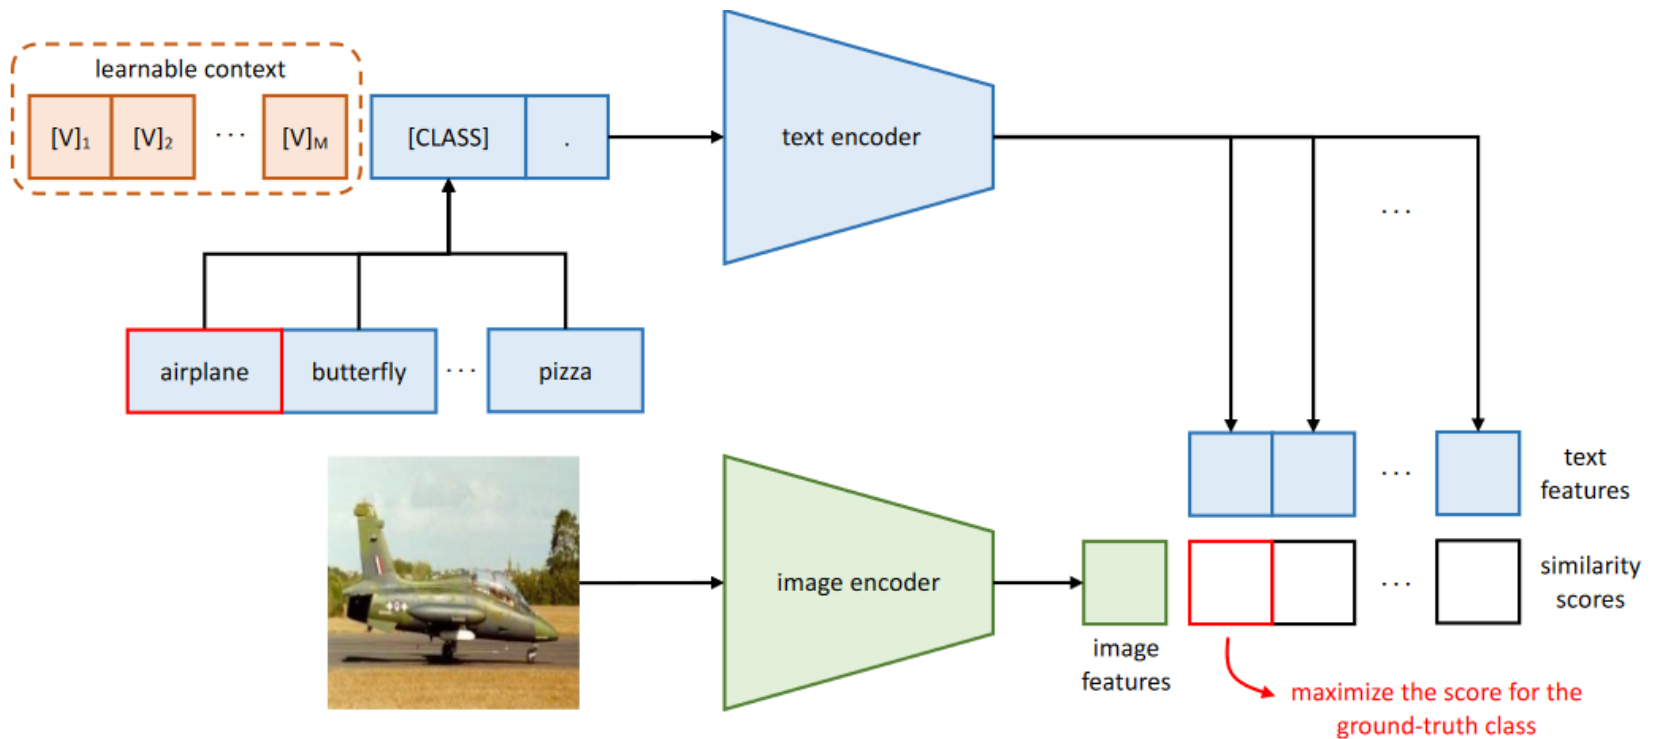 learnable context
[V]1 [V]2 ... [V]M [CLASS] .
text encoder
...
airplane butterfly ... pizza
... text
features
image encoder
... similarity
scores
image
features
maximize the score for the
ground-truth class